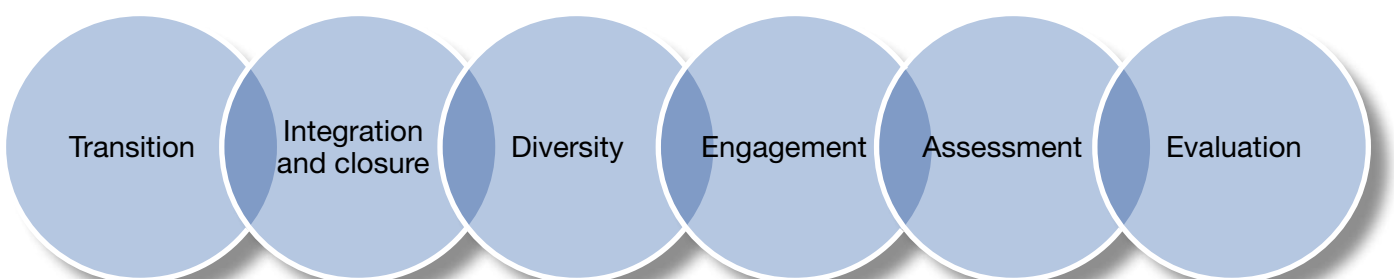 Transition
Integration
and closure
Diversity
Engagement
Assessment
Evaluation